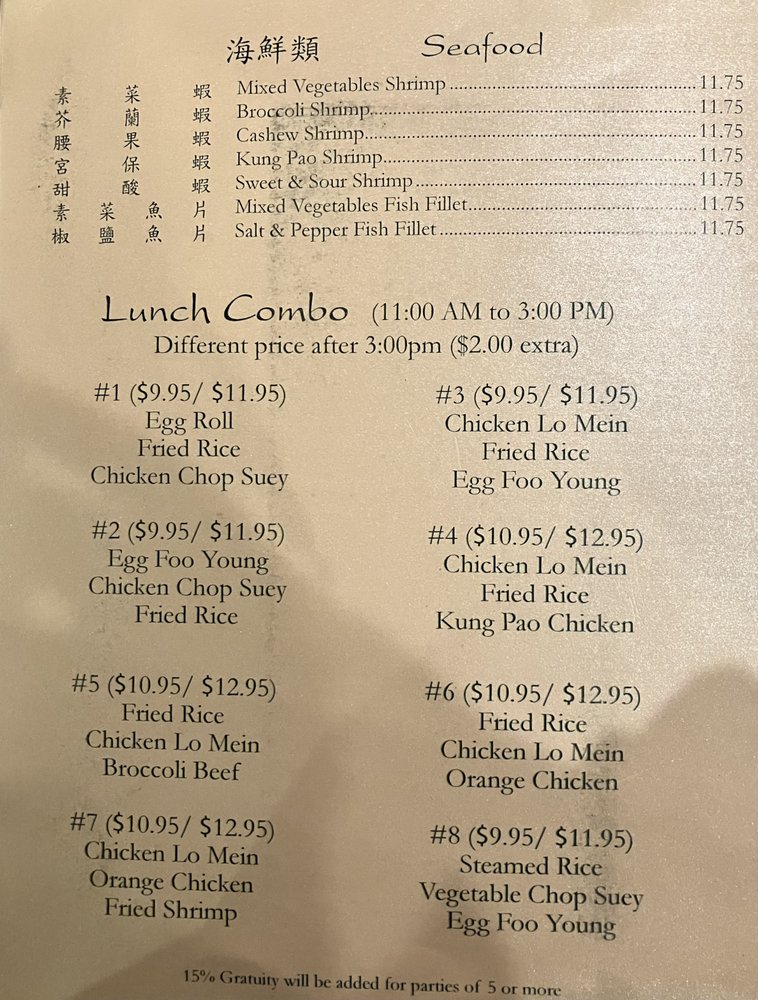 海鮮類 Seafood
素菜蝦 Mixed Vegetables Shrimp 11.75
芥蘭蝦 Broccoli Shrimp 11.75
腰果蝦 Cashew Shrimp 11.75
宮保蝦 Kung Pao Shrimp 11.75
甜酸蝦 Sweet & Sour Shrimp 11.75
素菜魚片 Mixed Vegetables Fish Fillet 11.75
椒鹽魚片 Salt & Pepper Fish Fillet 11.75
Lunch Combo (11:00 AM to 3:00 PM)
Different price after 3:00pm ($2.00 extra)
#1 ($9.95/ $11.95)
Egg Roll
Fried Rice
Chicken Chop Suey
#3 ($9.95/ $11.95)
Chicken Lo Mein
Fried Rice
Egg Foo Young
#2 ($9.95/ $11.95)
Egg Foo Young
Chicken Chop Suey
Fried Rice
#4 ($10.95/ $12.95)
Chicken Lo Mein
Fried Rice
Kung Pao Chicken
#5 ($10.95/ $12.95)
Fried Rice
Chicken Lo Mein
Broccoli Beef
#6 ($10.95/ $12.95)
Fried Rice
Chicken Lo Mein
Orange Chicken
#7 ($10.95/ $12.95)
Chicken Lo Mein
Orange Chicken
Fried Shrimp
#8 ($9.95/ $11.95)
Steamed Rice
Vegetable Chop Suey
Egg Foo Young
15% Gratuity will be added for parties of 5 or more